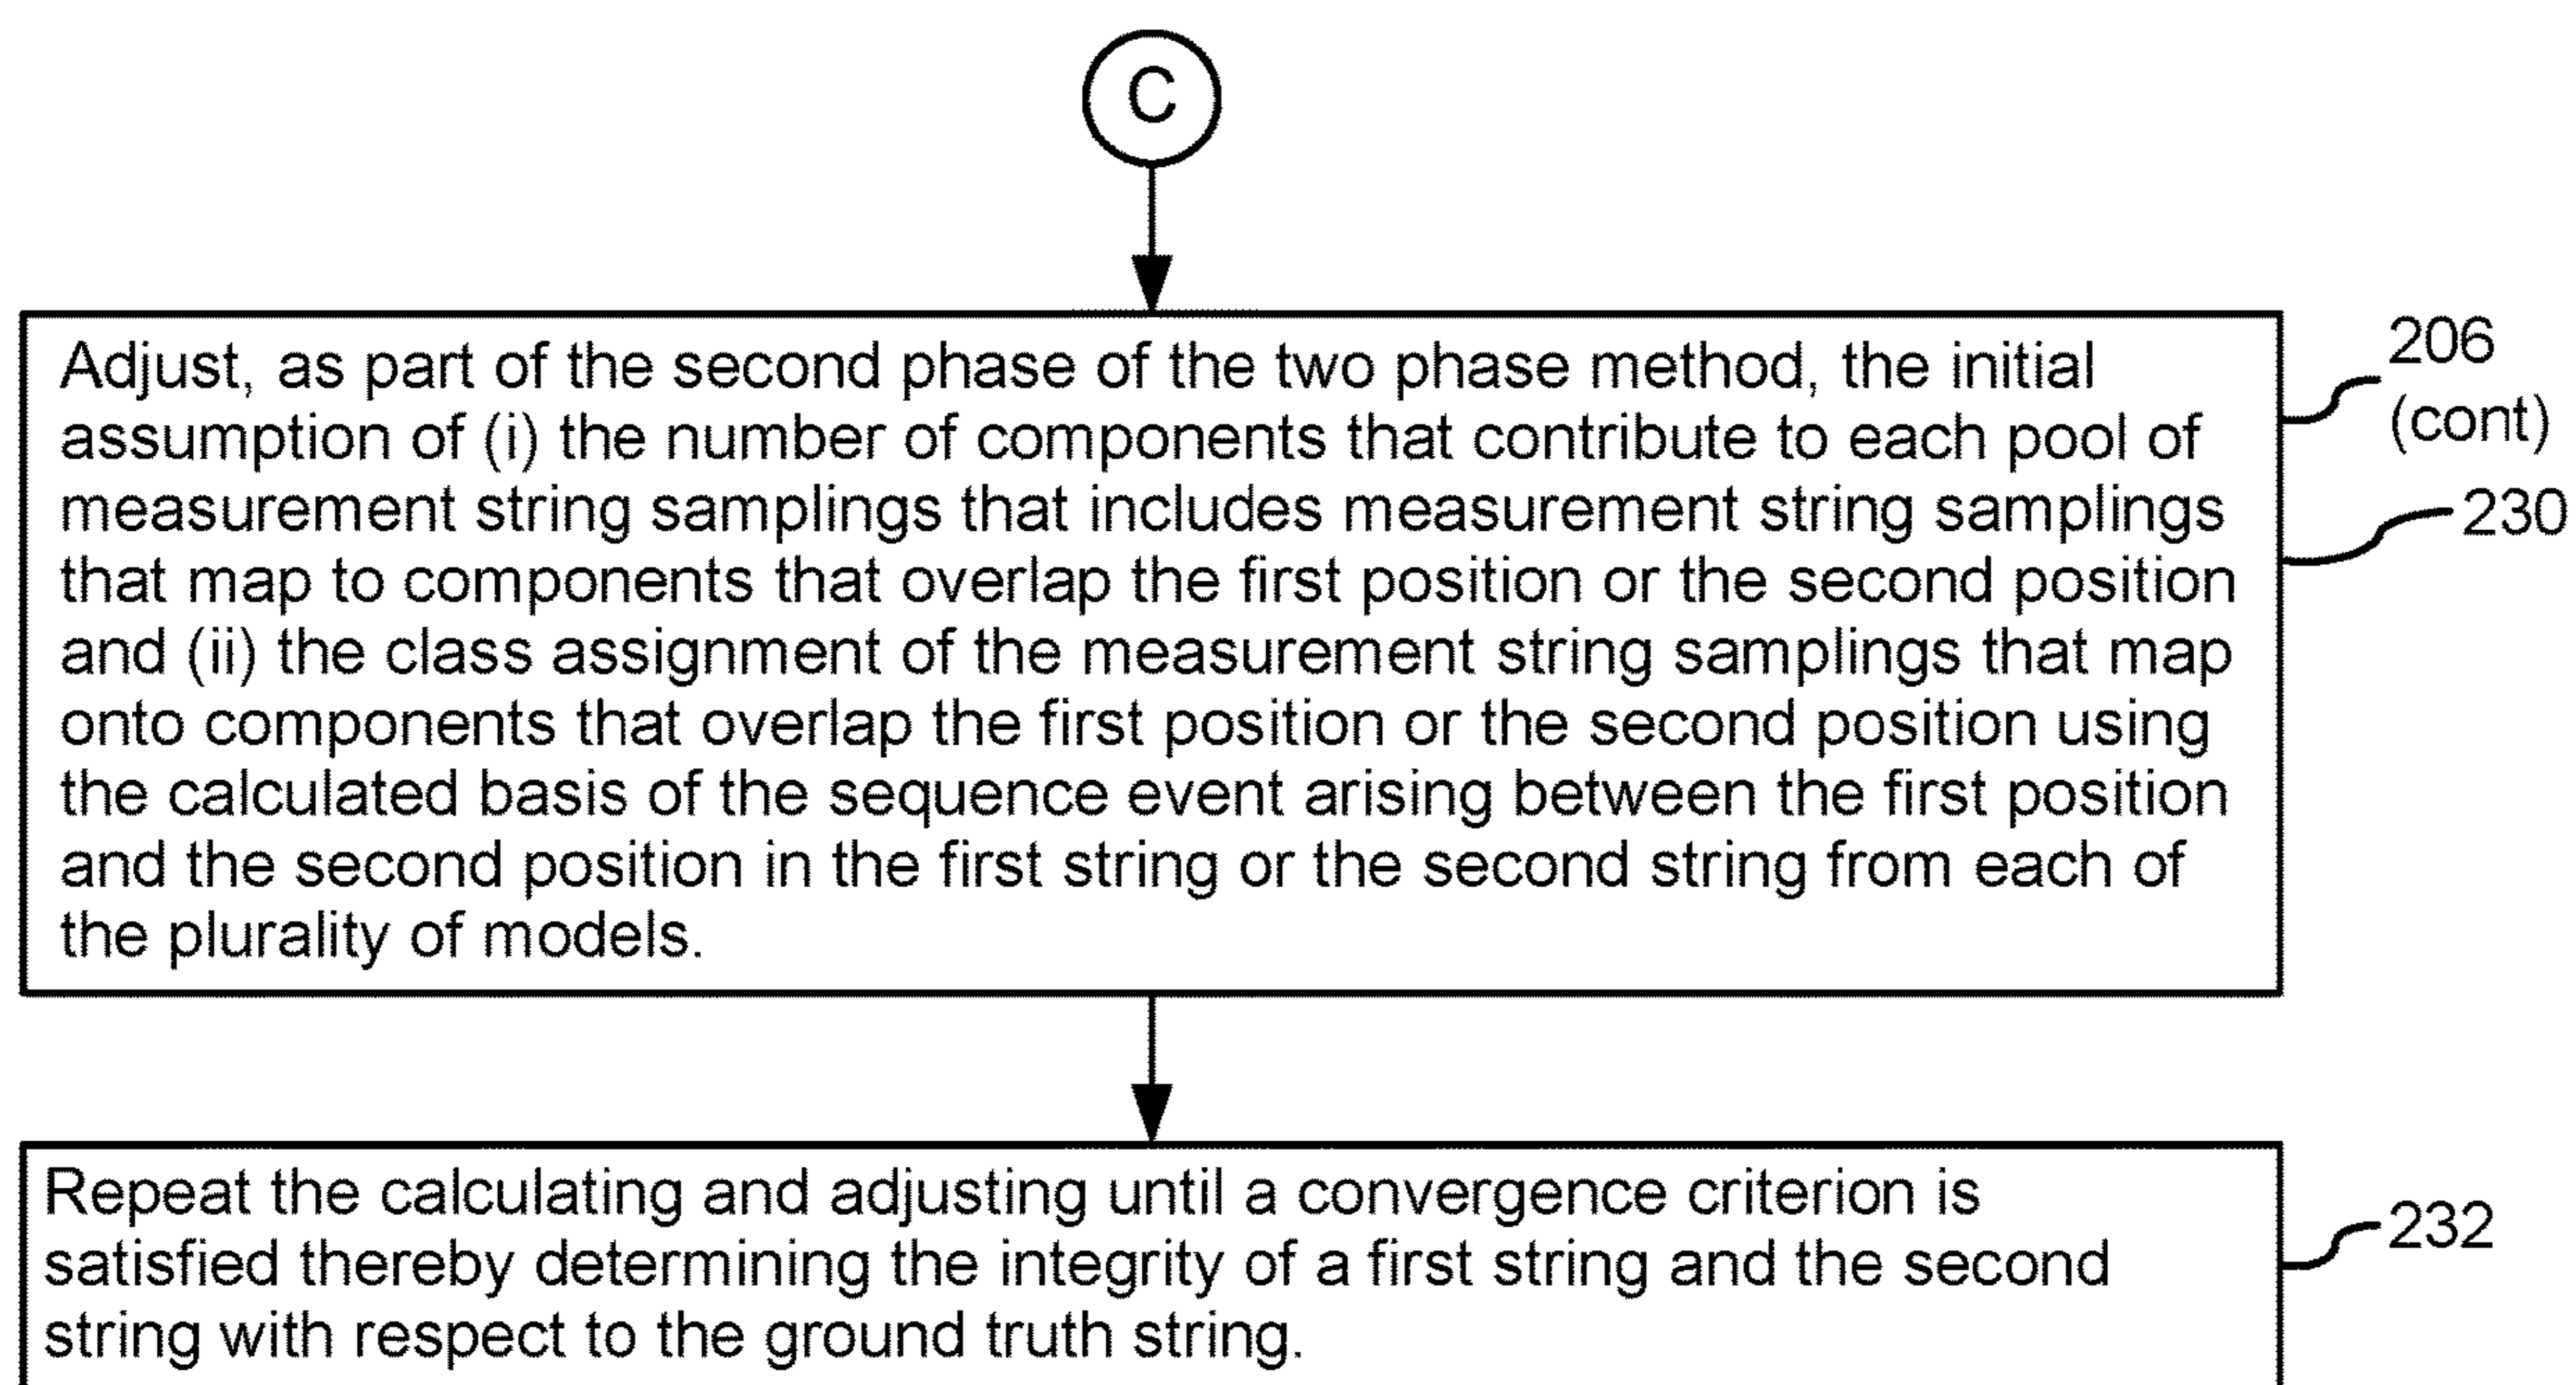 C
Adjust, as part of the second phase of the two phase method, the initial
assumption of (i) the number of components that contribute to each pool of
measurement string samplings that includes measurement string samplings
that map to components that overlap the first position or the second position
and (ii) the class assignment of the measurement string samplings that map
onto components that overlap the first position or the second position using
the calculated basis of the sequence event arising between the first position
and the second position in the first string or the second string from each of
the plurality of models.
206
(cont)
230
Repeat the calculating and adjusting until a convergence criterion is
satisfied thereby determining the integrity of a first string and the second
string with respect to the ground truth string.
232